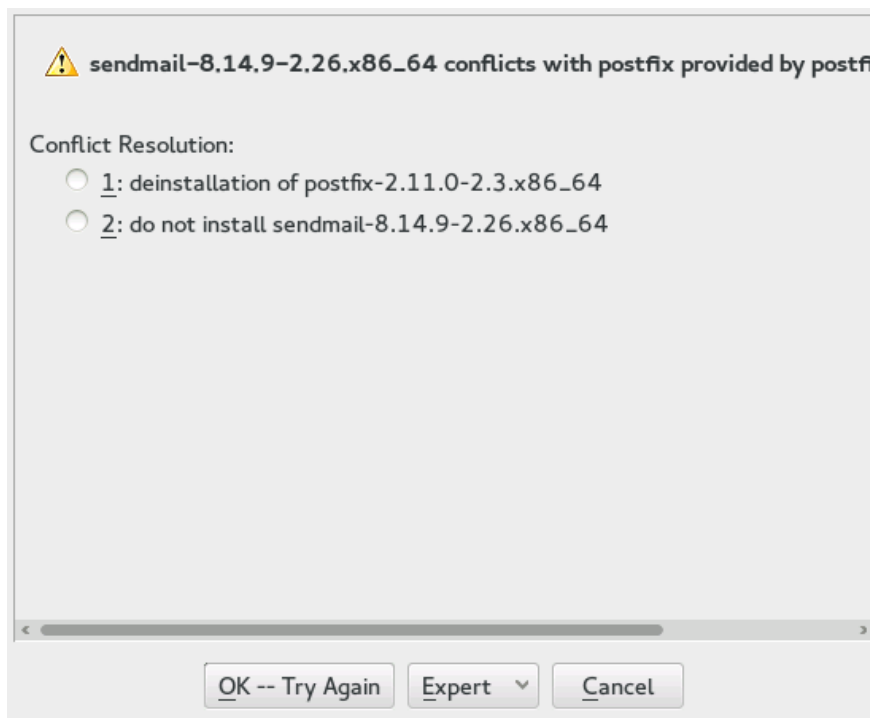 sendmail-8.14.9-2.26.x86_64 conflicts with postfix provided by postfi
Conflict Resolution:
1: deinstallation of postfix-2.11.0-2.3.x86_64
2: do not install sendmail-8.14.9-2.26.x86_64
OK -- Try Again
Expert
Cancel